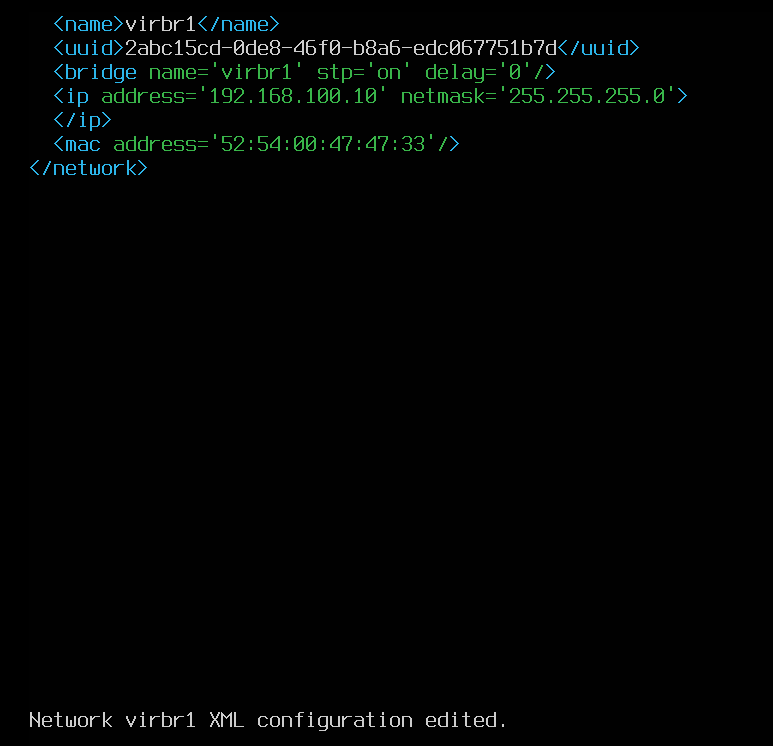 <name>virbr1</name>
<uuid>2abc15cd-0de8-46f0-b8a6-edc067751b7d</uuid>
<bridge name='virbr1' stp='on' delay='0'/>
<ip address='192.168.100.10' netmask='255.255.255.0'>
</ip>
<mac address='52:54:00:47:47:33'/>
</network>
Network virbr1 XML configuration edited.